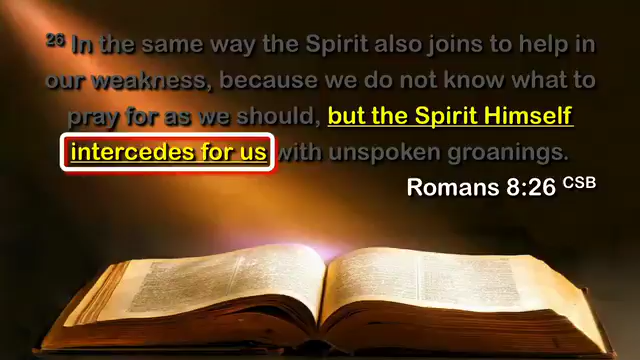 26 In the same way the Spirit also joins to help in
our weakness, because we do not know what to
pray for as we should, but the Spirit Himself
intercedes for us with unspoken groanings.
Romans 8:26 CSB